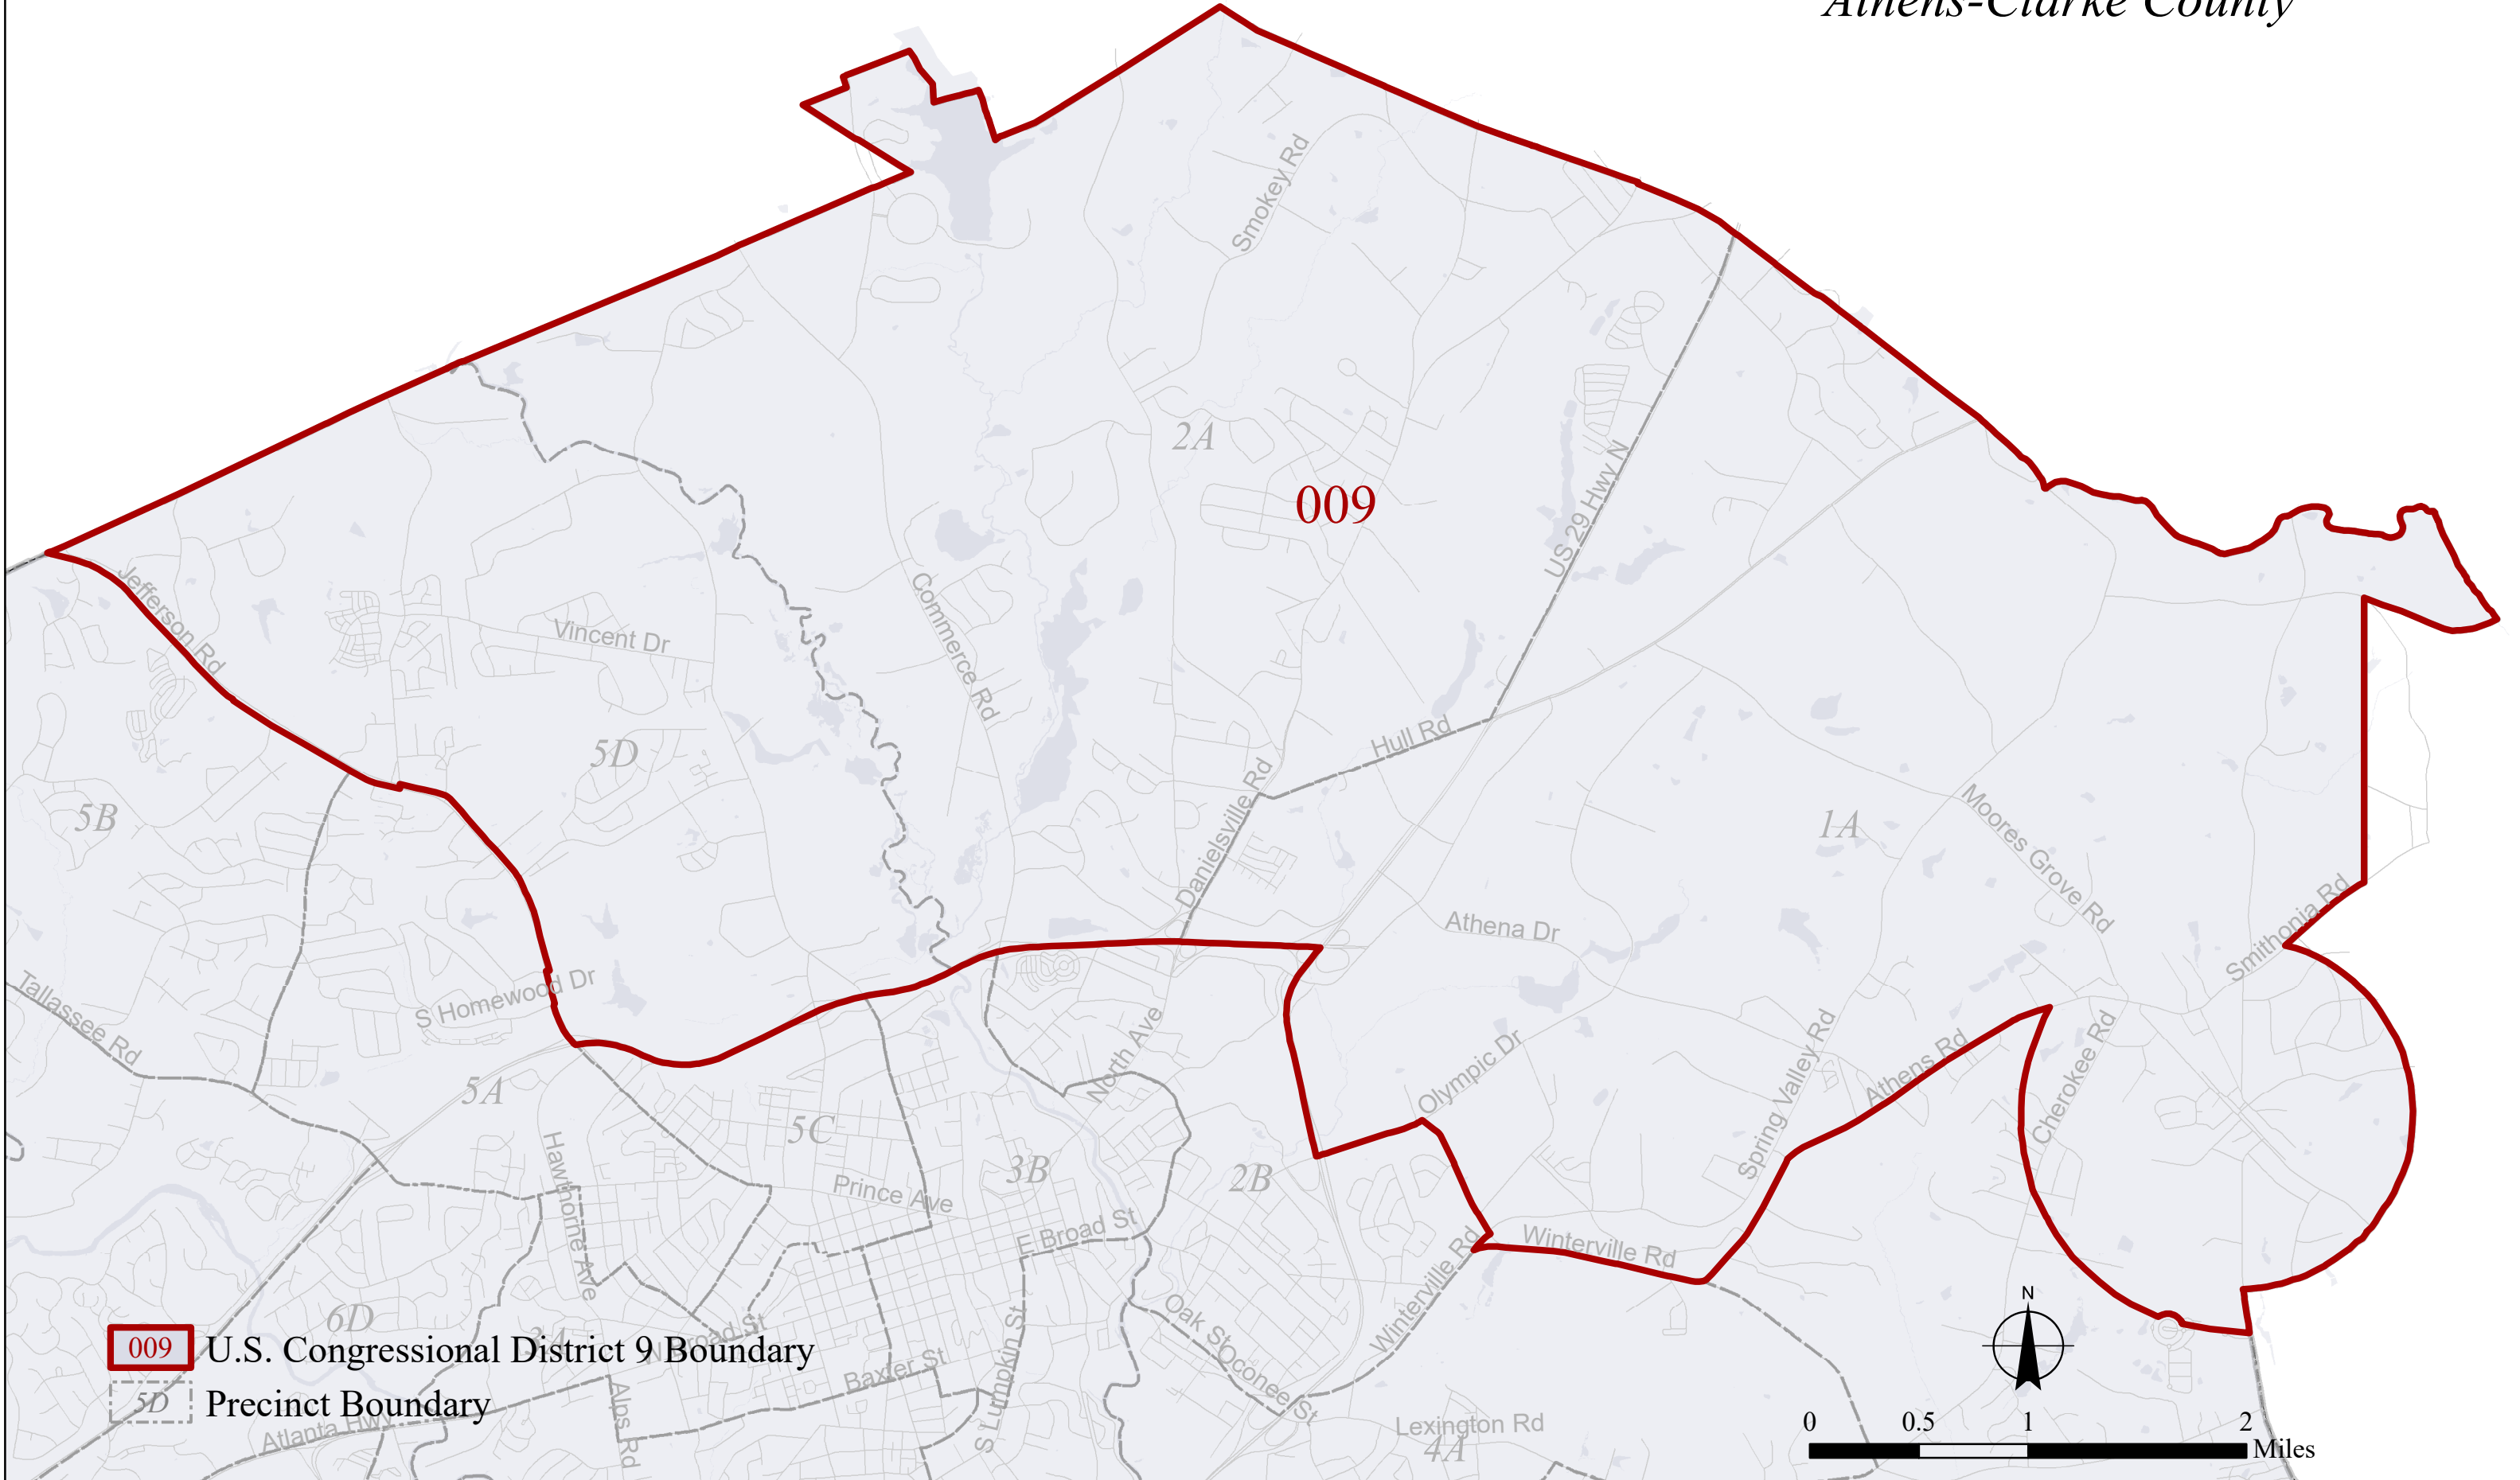 Athens-Clarke County
Smokey Rd
2A
009
US 29 Hwy N
Jefferson Rd
Vincent Dr
Commerce Rd
5D
Hull Rd
5B
1A
Moores Grove Rd
Danielsville Rd
Athena Dr
Smithonia Rd
S Homewood Dr
Tallassee Rd
North Ave
Olympic Dr
Spring Valley Rd
Athens Rd
Cherokee Rd
5A
5C
3B
2B
Hawthorne Ave
Prince Ave
E Broad St
Winterville Rd
Winterville Rd
6D
3A
W Broad St
Oak St
Oconee St
S Lumpkin St
Baxter St
Alps Rd
Atlanta Hwy
Lexington Rd
4A
009 U.S. Congressional District 9 Boundary
5D Precinct Boundary
N
0 0.5 1 2
Miles